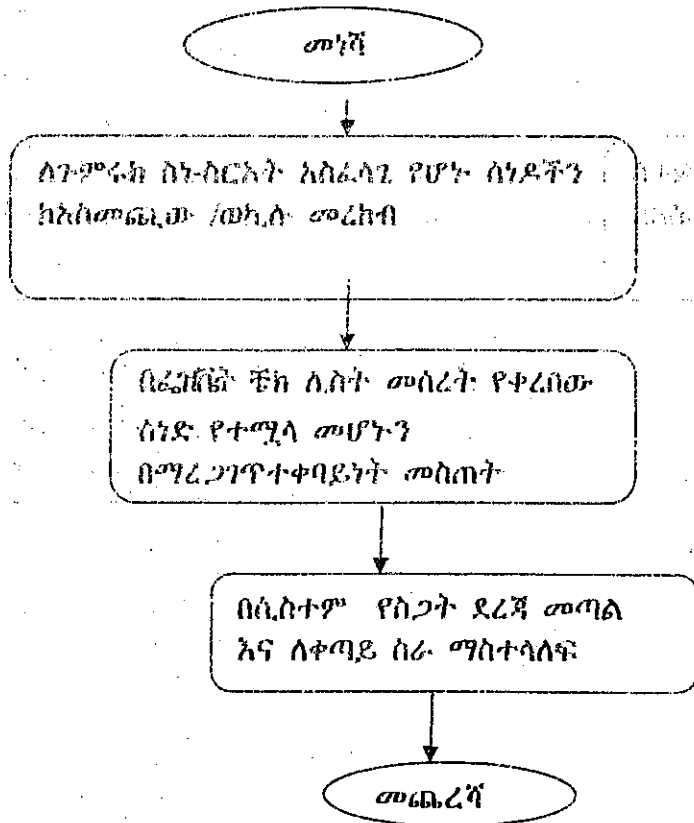 መነሻ
ለጉምሩክ ስነ-ስርአት አስፈላጊ የሆኑ ሰነዶችን
ከአስመጪው /ወኪሉ መረከብ
በፌዝቤት ቼክ ሊስት መሰረት የቀረበው
ሰነድ የተሟላ መሆኑን
በማረጋገጥተቀባይነት መስጠት
በሲስተም የስጋት ደረጃ መጣል
እና ለቀጣይ ስራ ማስተላለፍ
መጨረሻ